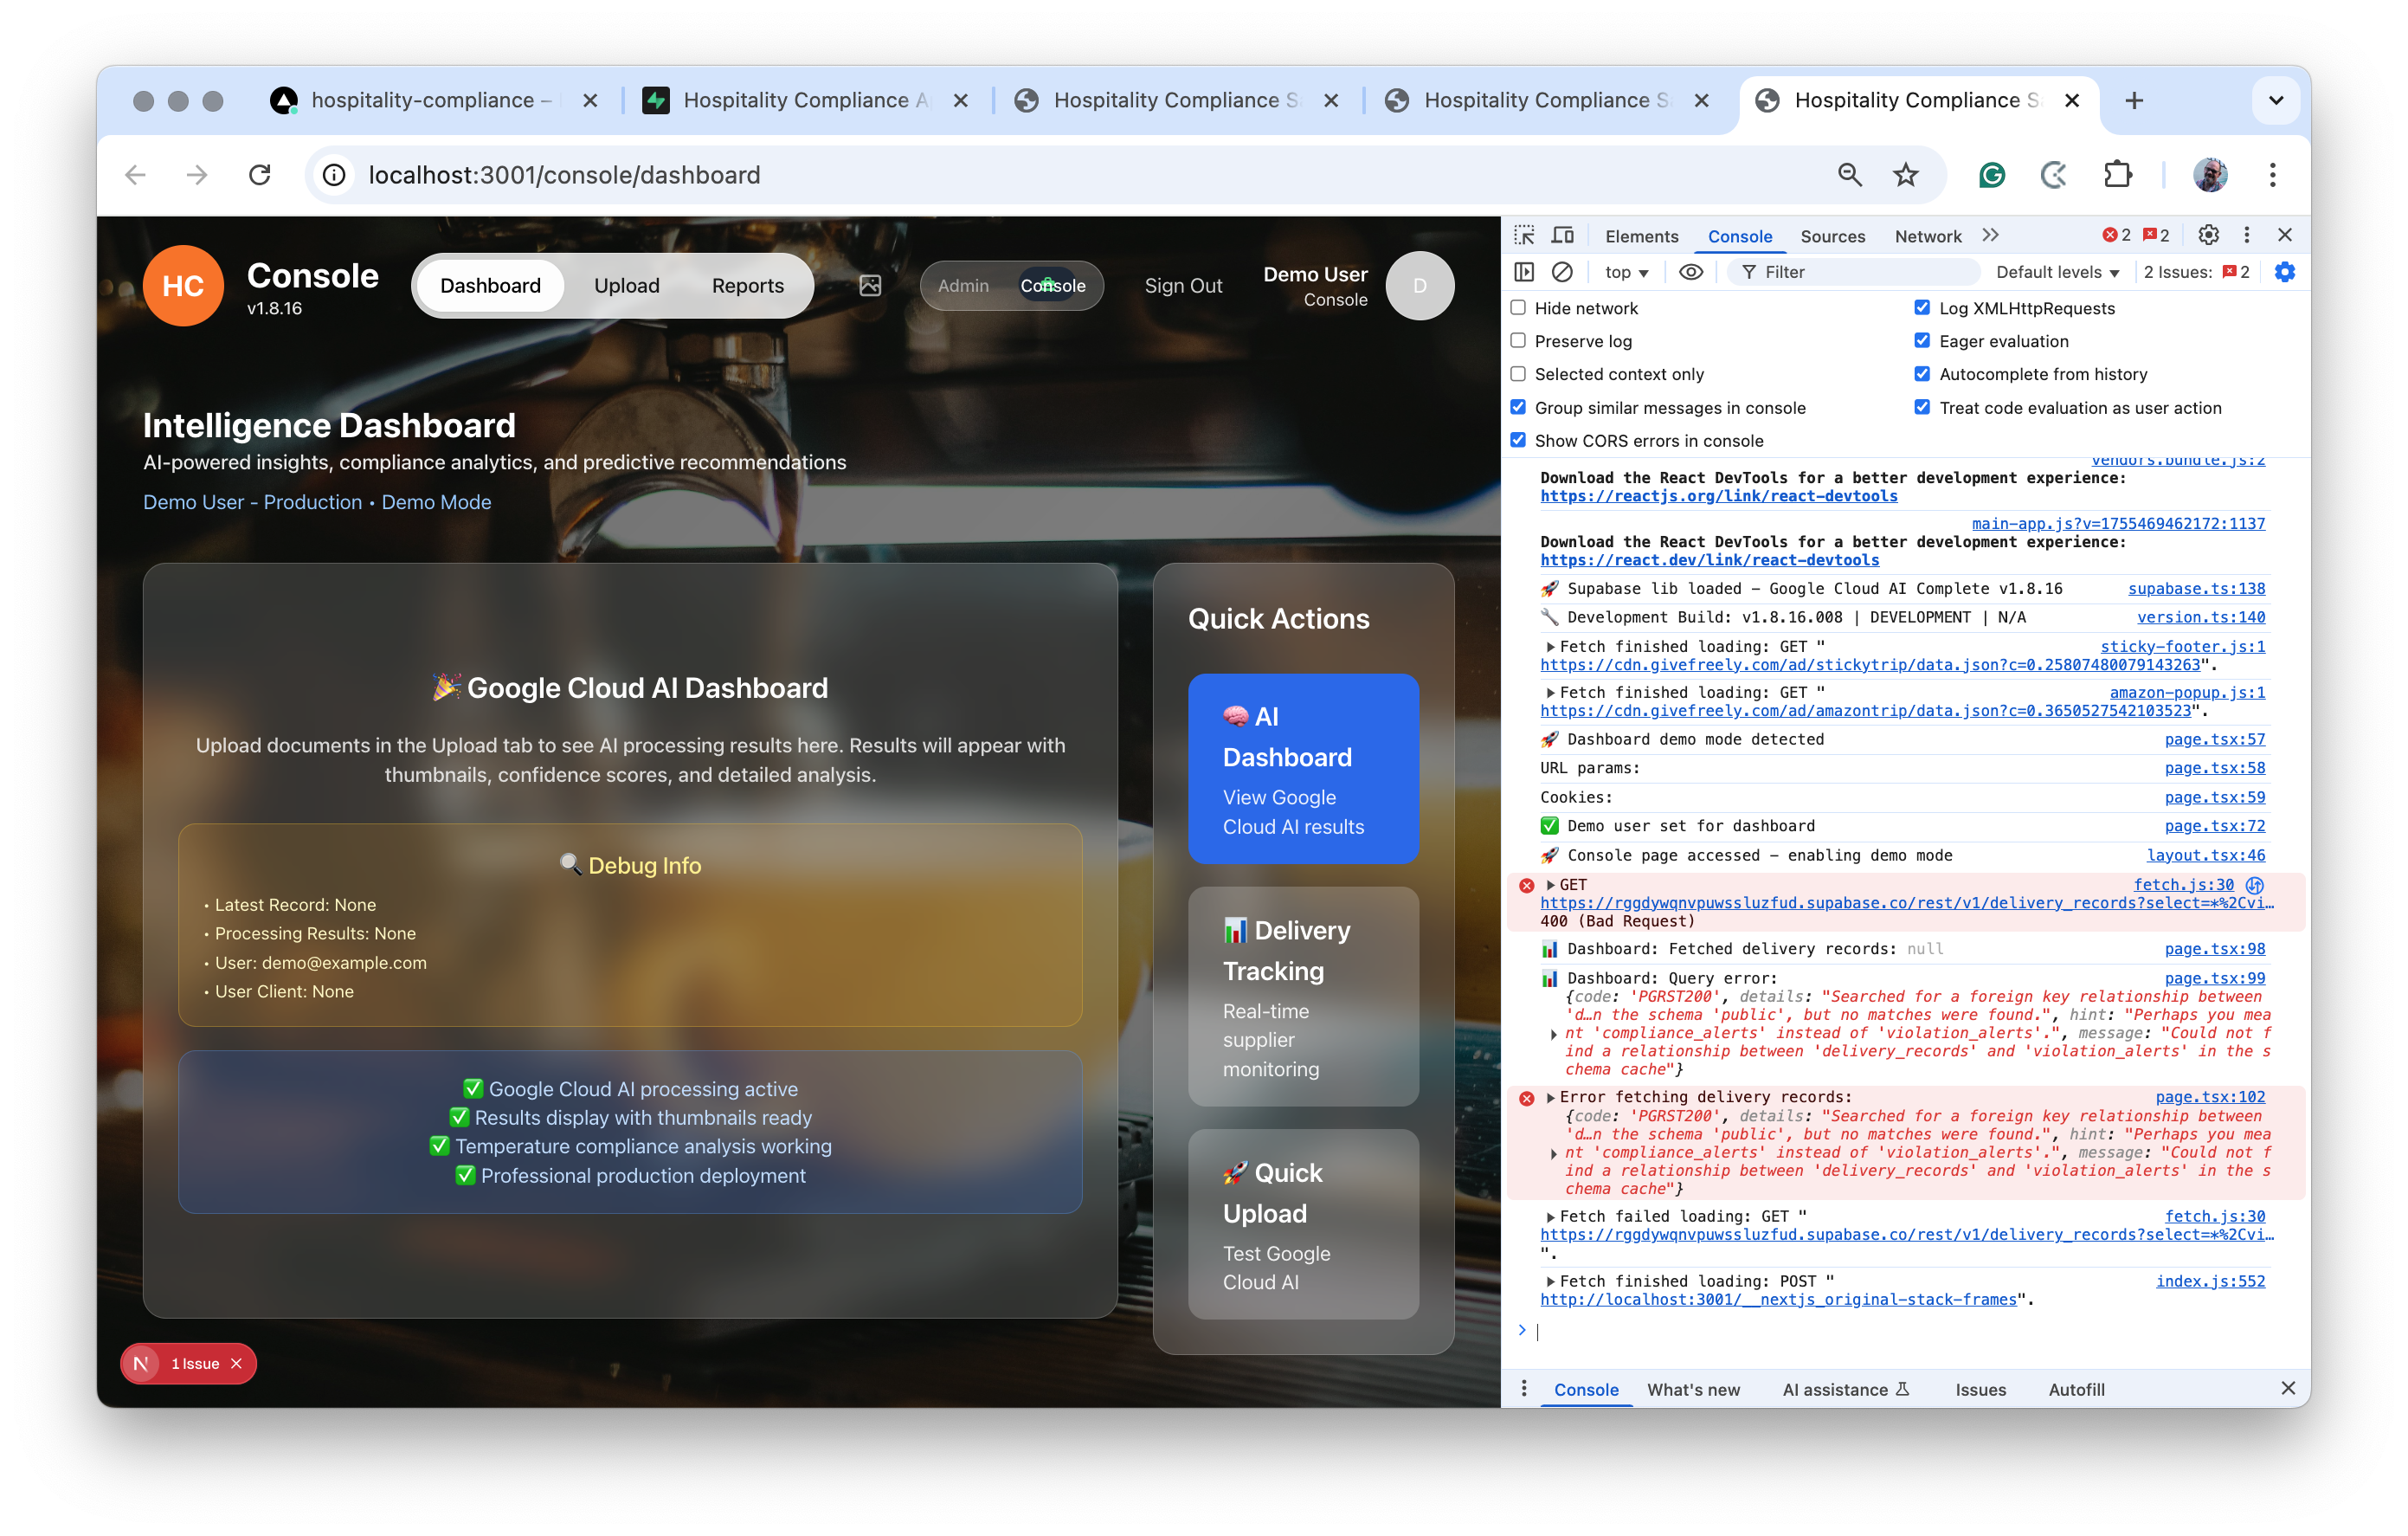 hospitality-compliance –
Hospitality Compliance A
Hospitality Compliance S
Hospitality Compliance S
Hospitality Compliance S
localhost:3001/console/dashboard
HC
Console
v1.8.16
Dashboard
Upload
Reports
Admin
Console
Sign Out
Demo User
Console
D
Intelligence Dashboard
AI-powered insights, compliance analytics, and predictive recommendations
Demo User - Production • Demo Mode
🎉 Google Cloud AI Dashboard
Upload documents in the Upload tab to see AI processing results here. Results will appear with
thumbnails, confidence scores, and detailed analysis.
🔍 Debug Info
• Latest Record: None
• Processing Results: None
• User: demo@example.com
• User Client: None
✅ Google Cloud AI processing active
✅ Results display with thumbnails ready
✅ Temperature compliance analysis working
✅ Professional production deployment
Quick Actions
🧠 AI
Dashboard
View Google
Cloud AI results
📊 Delivery
Tracking
Real-time
supplier
monitoring
🚀 Quick
Upload
Test Google
Cloud AI
N 1 Issue
Elements
Console
Sources
Network
2
2
top
Filter
Default levels
2 Issues: 2
Hide network
Log XMLHttpRequests
Preserve log
Eager evaluation
Selected context only
Autocomplete from history
Group similar messages in console
Treat code evaluation as user action
Show CORS errors in console
vendors.bundle.js:2
Download the React DevTools for a better development experience:
https://reactjs.org/link/react-devtools
main-app.js?v=1755469462172:1137
Download the React DevTools for a better development experience:
https://react.dev/link/react-devtools
🚀 Supabase lib loaded – Google Cloud AI Complete v1.8.16 supabase.ts:138
🔧 Development Build: v1.8.16.008 | DEVELOPMENT | N/A version.ts:140
Fetch finished loading: GET " sticky-footer.js:1
https://cdn.givefreely.com/ad/stickytrip/data.json?c=0.25807480079143263".
Fetch finished loading: GET " amazon-popup.js:1
https://cdn.givefreely.com/ad/amazontrip/data.json?c=0.3650527542103523".
🚀 Dashboard demo mode detected page.tsx:57
URL params: page.tsx:58
Cookies: page.tsx:59
✅ Demo user set for dashboard page.tsx:72
🚀 Console page accessed – enabling demo mode layout.tsx:46
GET fetch.js:30
https://rggdywqnvpuwssluzfud.supabase.co/rest/v1/delivery_records?select=*%2Cvi…
400 (Bad Request)
📊 Dashboard: Fetched delivery records: null page.tsx:98
📊 Dashboard: Query error: page.tsx:99
{code: 'PGRST200', details: "Searched for a foreign key relationship between
'd…n the schema 'public', but no matches were found.", hint: "Perhaps you mea
nt 'compliance_alerts' instead of 'violation_alerts'.", message: "Could not f
ind a relationship between 'delivery_records' and 'violation_alerts' in the s
chema cache"}
Error fetching delivery records: page.tsx:102
{code: 'PGRST200', details: "Searched for a foreign key relationship between
'd…n the schema 'public', but no matches were found.", hint: "Perhaps you mea
nt 'compliance_alerts' instead of 'violation_alerts'.", message: "Could not f
ind a relationship between 'delivery_records' and 'violation_alerts' in the s
chema cache"}
Fetch failed loading: GET " fetch.js:30
https://rggdywqnvpuwssluzfud.supabase.co/rest/v1/delivery_records?select=*%2Cvi…
".
Fetch finished loading: POST " index.js:552
http://localhost:3001/__nextjs_original-stack-frames".
Console
What's new
AI assistance
Issues
Autofill